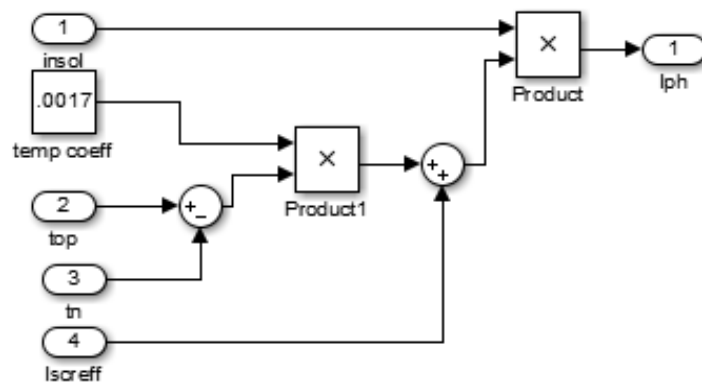 1
insol
.0017
temp coeff
2
top
3
tn
4
Iscreff
+
−
×
Product1
+
+
×
Product
1
Iph